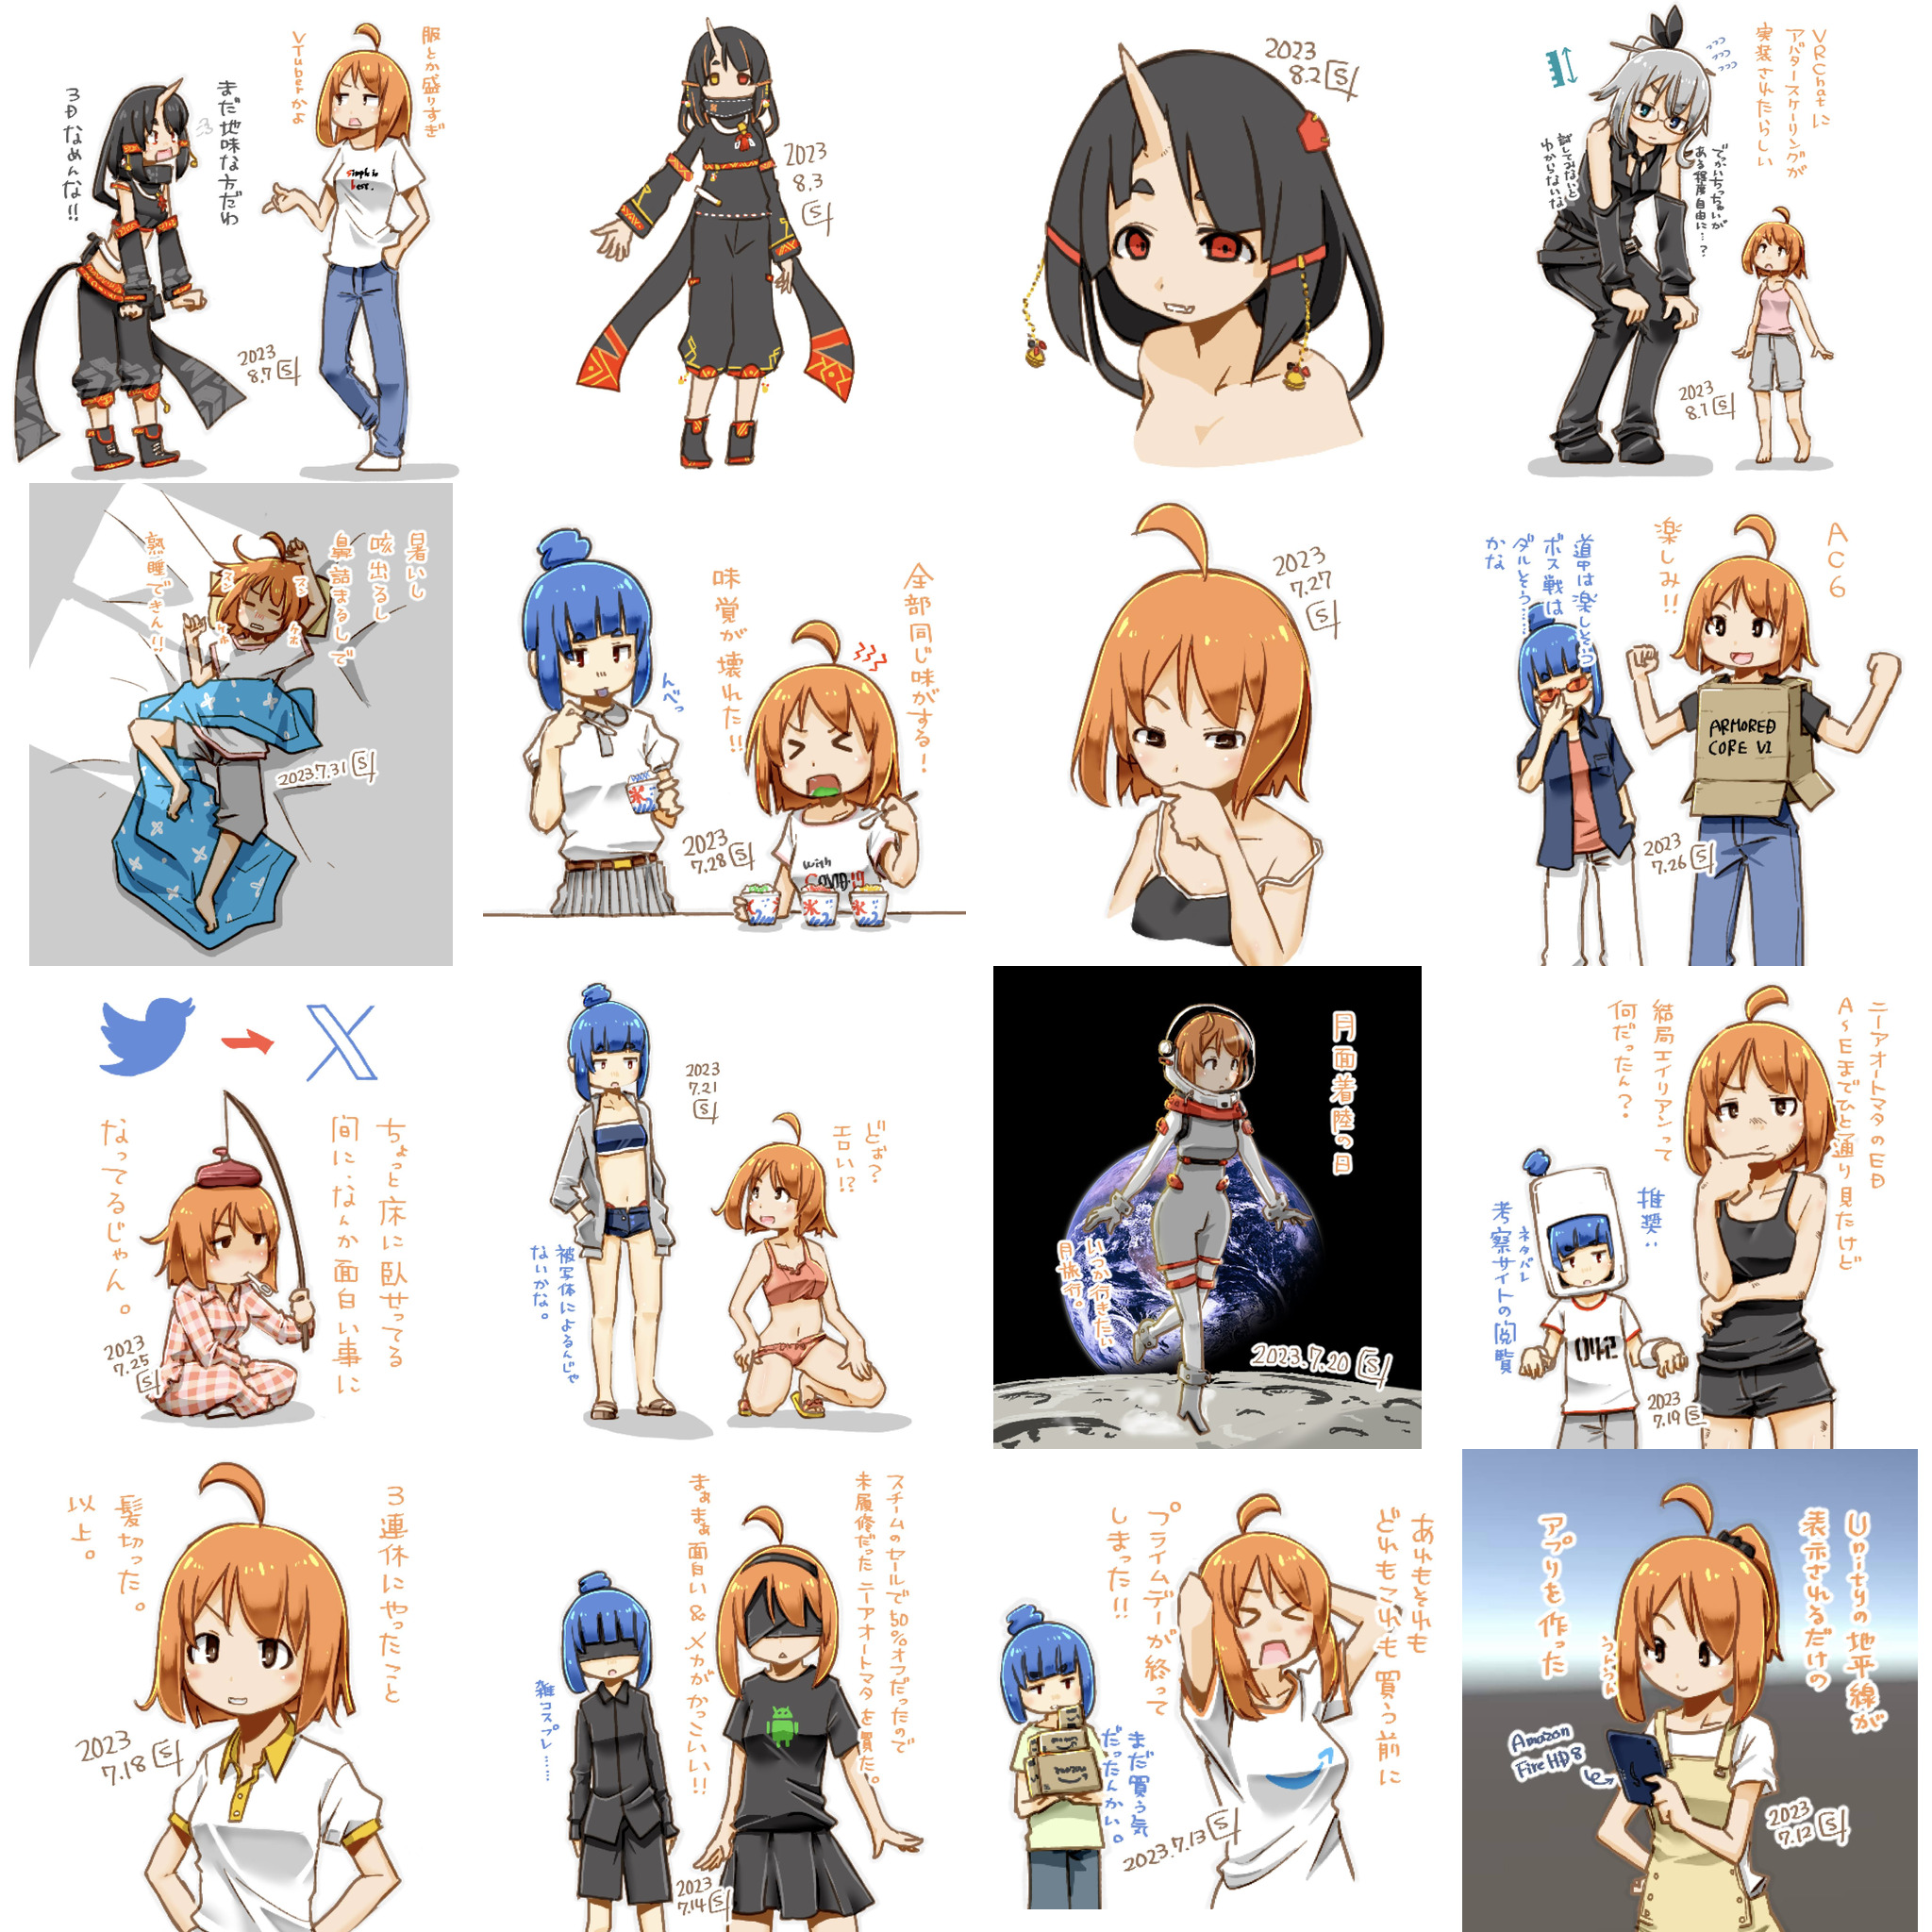 服とか盛りすぎ
VTuberかよ
まだ地味な方だわ
3Dなめんな!!
simple is
best.
2023
8.7 S
2023
8.3
S
2023
8.2 S
VRChatに
アバタースケーリングが
実装されたらしい
でかいちっちゃいが
ある程度自由に…?
試してみないと
わからないな
2023
8.1 S
暑いし
咳出るし
鼻詰まるしで
熟睡できん!!
スン
スン
ケホ
ケホ
2023.7.31 S
全部同じ味がする!
味覚が壊れた!!
んべっ
氷
with
COVID-19
氷
氷
氷
2023
7.28 S
2023
7.27
S
AC6
楽しみ!!
道中は楽しそう
ボス戦は
ダルそう……
かな
ARMORED
CORE VI
2023
7.26 S
X
ちょっと床に臥せってる
間に、なんか面白い事に
なってるじゃん。
2023
7.25
S
2023
7.21
S
どぉ?
エロい!?
被写体によるんじゃ
ないかな。
月面着陸の日
いつか行きたい
月旅行。
2023.7.20 S
ニーアオートマタのED
A~Eまでひと通り見たけど
結局エイリアンって
何だったん?
推奨:
ネタバレ
考察サイトの閲覧
042
2023
7.19 S
3連休にやったこと
髪切った。
以上。
2023
7.18 S
スチームのセールで50%オフだったので
未履修だったニーアオートマタを買た。
まぁまぁ面白い&メカがかっこいい!!
雑コスプレ……
2023
7.14 S
あれもそれも
どれもこれも買う前に
プライムデーが終って
しまった!!
まだ買う気
だったんかい。
amazon
2023.7.13 S
Unityの地平線が
表示されるだけの
アプリを作った
うんうん
Amazon
Fire HD8
2023
7.12 S